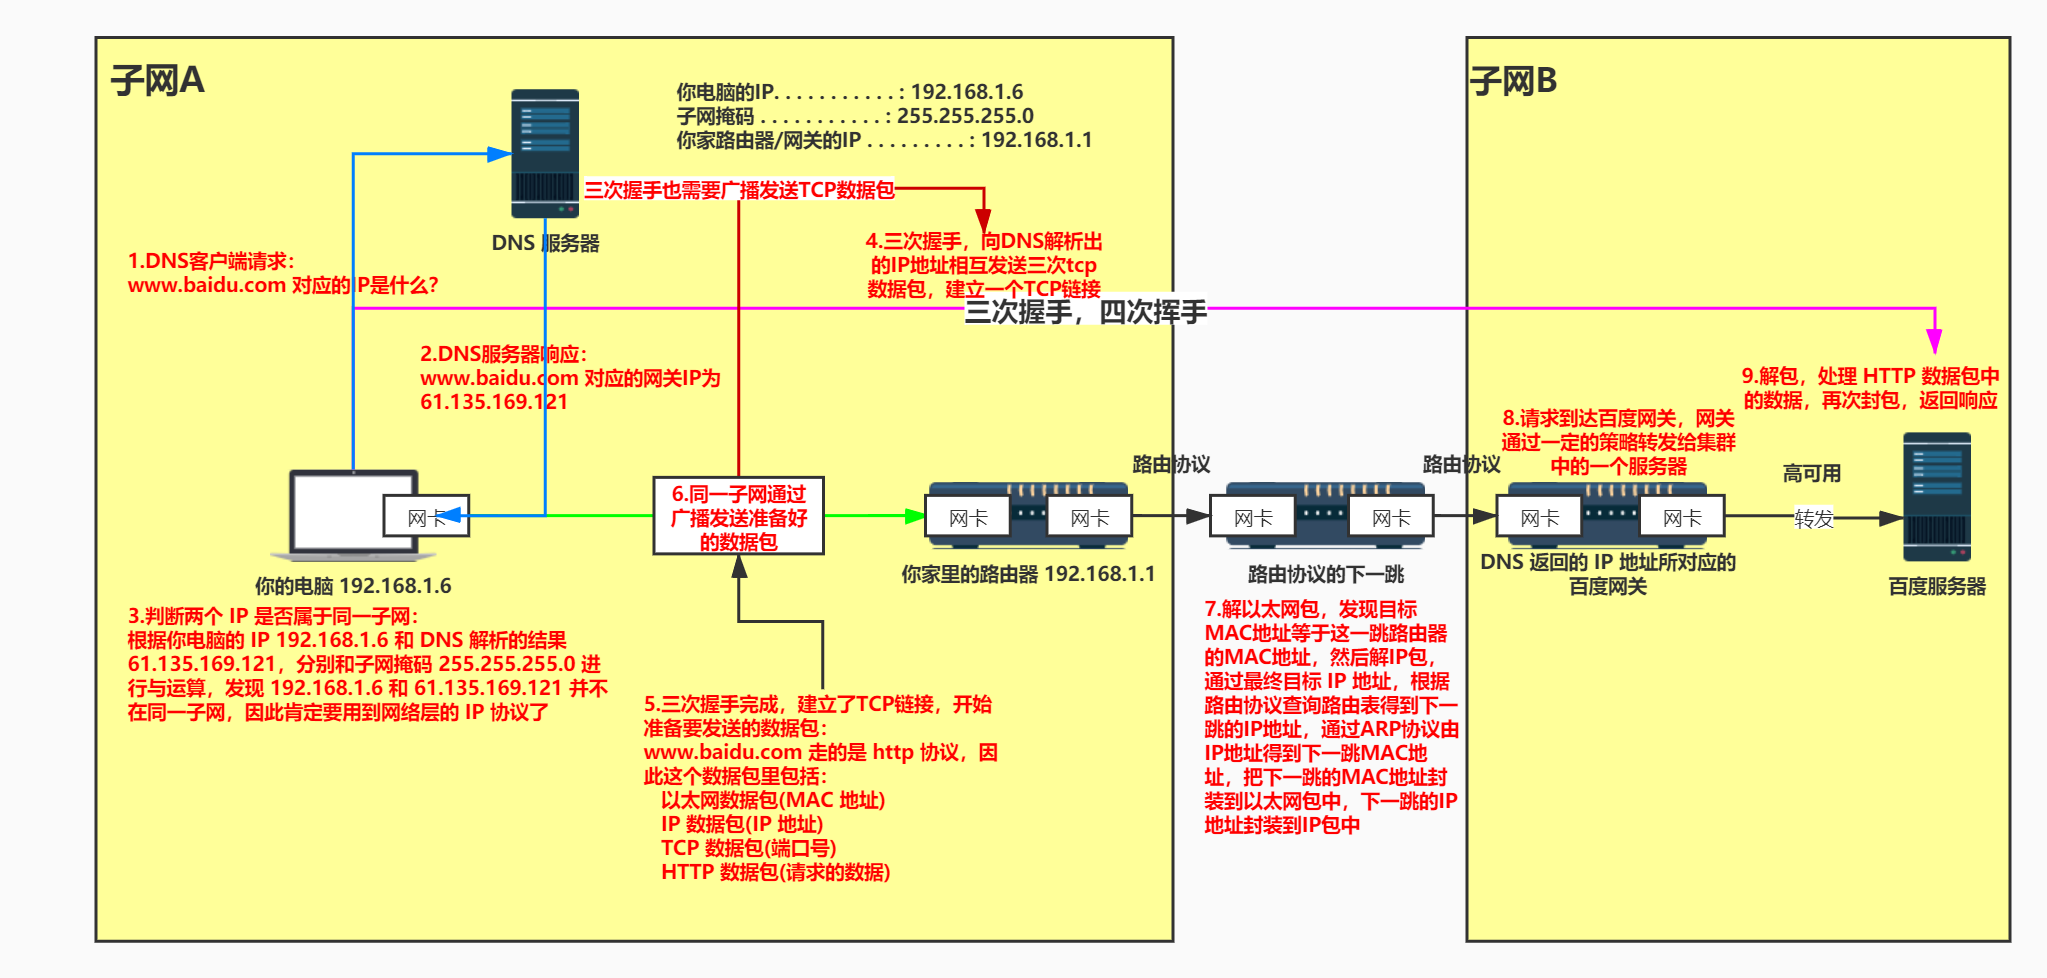 子网A
你电脑的IP. . . . . . . . . . . : 192.168.1.6
子网掩码 . . . . . . . . . . . : 255.255.255.0
你家路由器/网关的IP . . . . . . . . . : 192.168.1.1
三次握手也需要广播发送TCP数据包
DNS 服务器
1.DNS客户端请求:
www.baidu.com 对应的IP是什么?
4.三次握手，向DNS解析出
的IP地址相互发送三次tcp
数据包，建立一个TCP链接
三次握手，四次挥手
2.DNS服务器响应:
www.baidu.com 对应的网关IP为
61.135.169.121
网卡
你的电脑 192.168.1.6
3.判断两个 IP 是否属于同一子网:
根据你电脑的 IP 192.168.1.6 和 DNS 解析的结果
61.135.169.121，分别和子网掩码 255.255.255.0 进
行与运算，发现 192.168.1.6 和 61.135.169.121 并不
在同一子网，因此肯定要用到网络层的 IP 协议了
6.同一子网通过
广播发送准备好
的数据包
5.三次握手完成，建立了TCP链接，开始
准备要发送的数据包:
www.baidu.com 走的是 http 协议，因
此这个数据包里包括:
以太网数据包(MAC 地址)
IP 数据包(IP 地址)
TCP 数据包(端口号)
HTTP 数据包(请求的数据)
网卡
网卡
你家里的路由器 192.168.1.1
路由协议
网卡
网卡
路由协议的下一跳
7.解以太网包，发现目标
MAC地址等于这一跳路由器
的MAC地址，然后解IP包，
通过最终目标 IP 地址，根据
路由协议查询路由表得到下一
跳的IP地址，通过ARP协议由
IP地址得到下一跳MAC地
址，把下一跳的MAC地址封
装到以太网包中，下一跳的IP
地址封装到IP包中
路由协议
子网B
8.请求到达百度网关，网关
通过一定的策略转发给集群
中的一个服务器
网卡
网卡
DNS 返回的 IP 地址所对应的
百度网关
高可用
转发
9.解包，处理 HTTP 数据包中
的数据，再次封包，返回响应
百度服务器